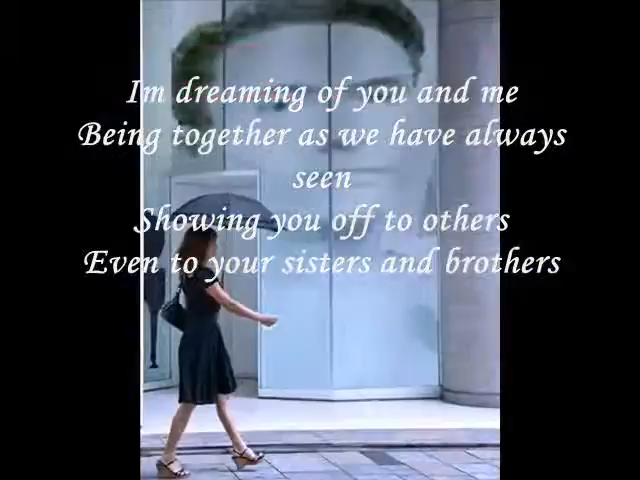 Im dreaming of you and me
Being together as we have always
seen
Showing you off to others
Even to your sisters and brothers